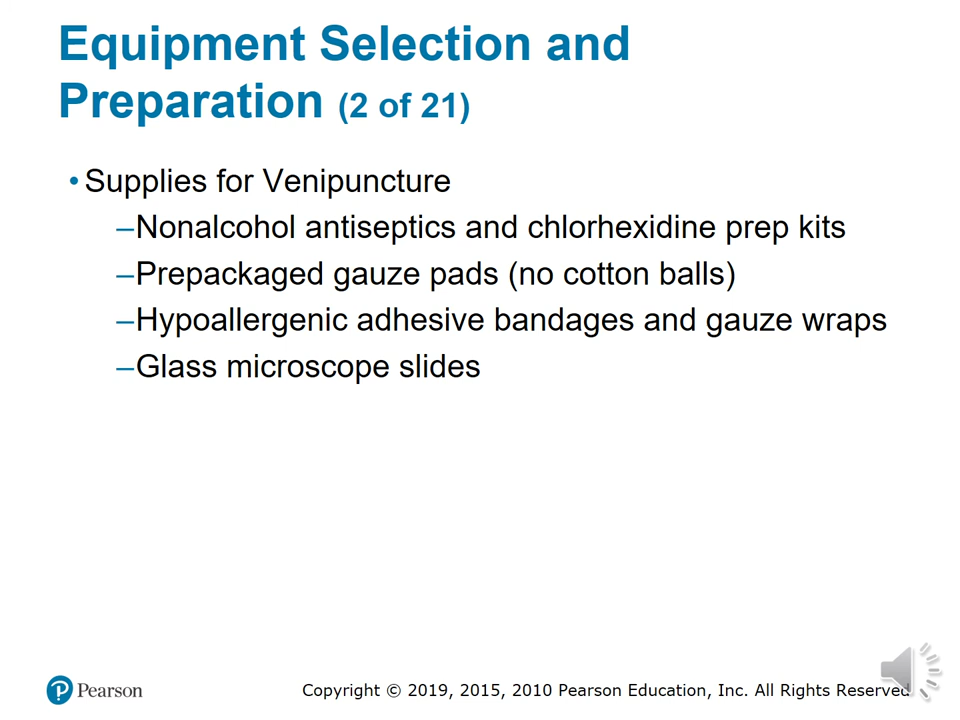 Equipment Selection and
Preparation (2 of 21)
• Supplies for Venipuncture
–Nonalcohol antiseptics and chlorhexidine prep kits
–Prepackaged gauze pads (no cotton balls)
–Hypoallergenic adhesive bandages and gauze wraps
–Glass microscope slides
P Pearson
Copyright © 2019, 2015, 2010 Pearson Education, Inc. All Rights Reserved